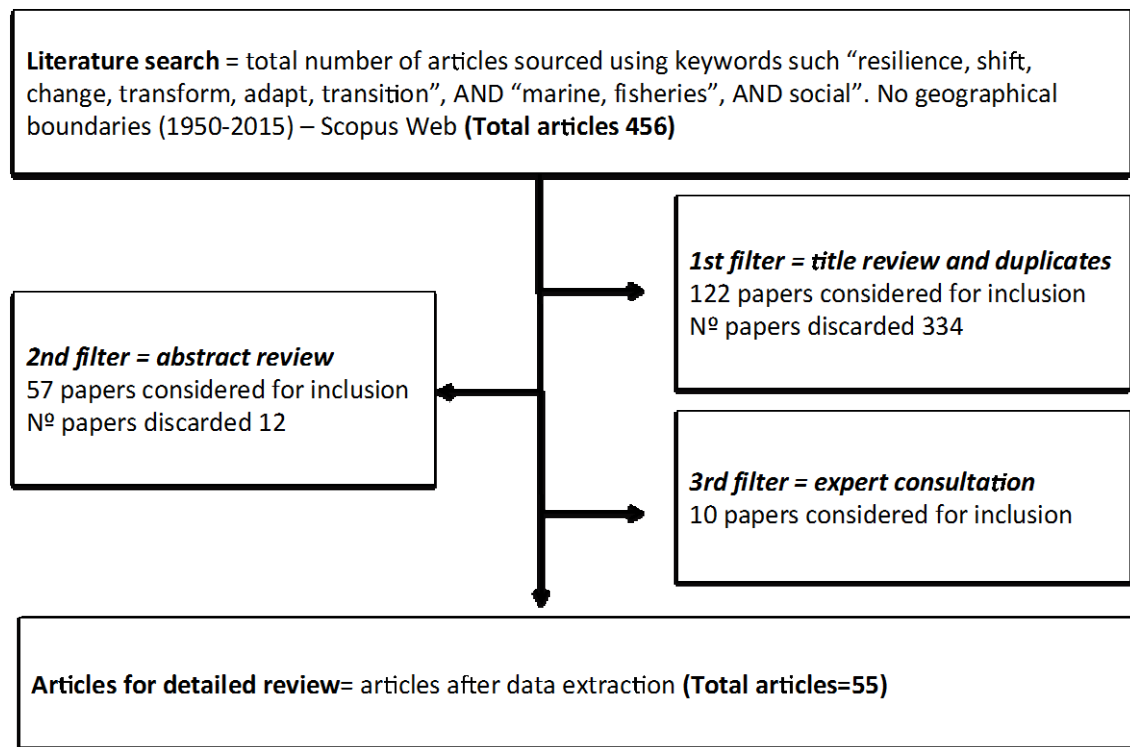 Literature search = total number of articles sourced using keywords such “resilience, shift,
change, transform, adapt, transition”, AND “marine, fisheries”, AND social”. No geographical
boundaries (1950-2015) – Scopus Web (Total articles 456)
1st filter = title review and duplicates
122 papers considered for inclusion
Nº papers discarded 334
2nd filter = abstract review
57 papers considered for inclusion
Nº papers discarded 12
3rd filter = expert consultation
10 papers considered for inclusion
Articles for detailed review= articles after data extraction (Total articles=55)